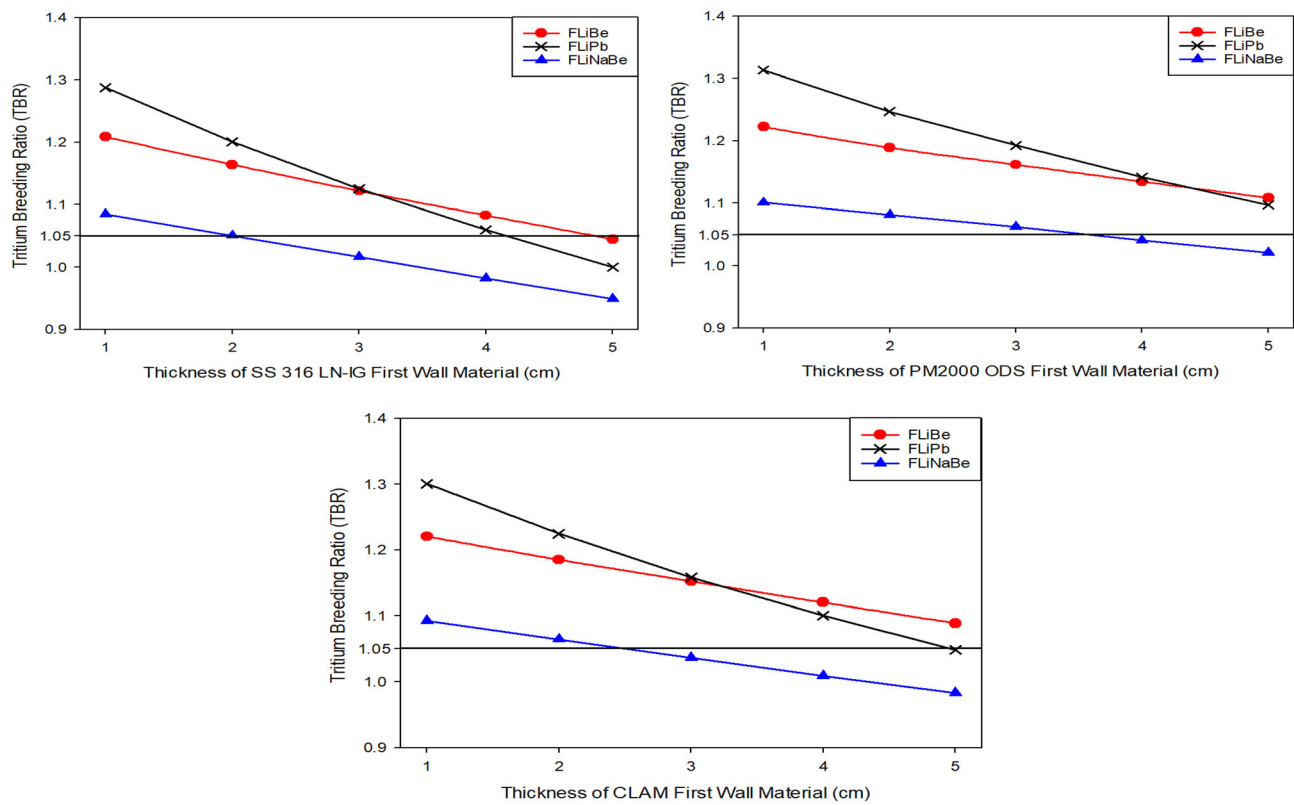 1.4
1.3
1.2
1.1
1.05
1.0
0.9
Tritium Breeding Ratio (TBR)
FLiBe
FLiPb
FLiNaBe
1 2 3 4 5
Thickness of SS 316 LN-IG First Wall Material (cm)
1.4
1.3
1.2
1.1
1.05
1.0
0.9
Tritium Breeding Ratio (TBR)
FLiBe
FLiPb
FLiNaBe
1 2 3 4 5
Thickness of PM2000 ODS First Wall Material (cm)
1.4
1.3
1.2
1.1
1.05
1.0
0.9
Tritium Breeding Ratio (TBR)
FLiBe
FLiPb
FLiNaBe
1 2 3 4 5
Thickness of CLAM First Wall Material (cm)